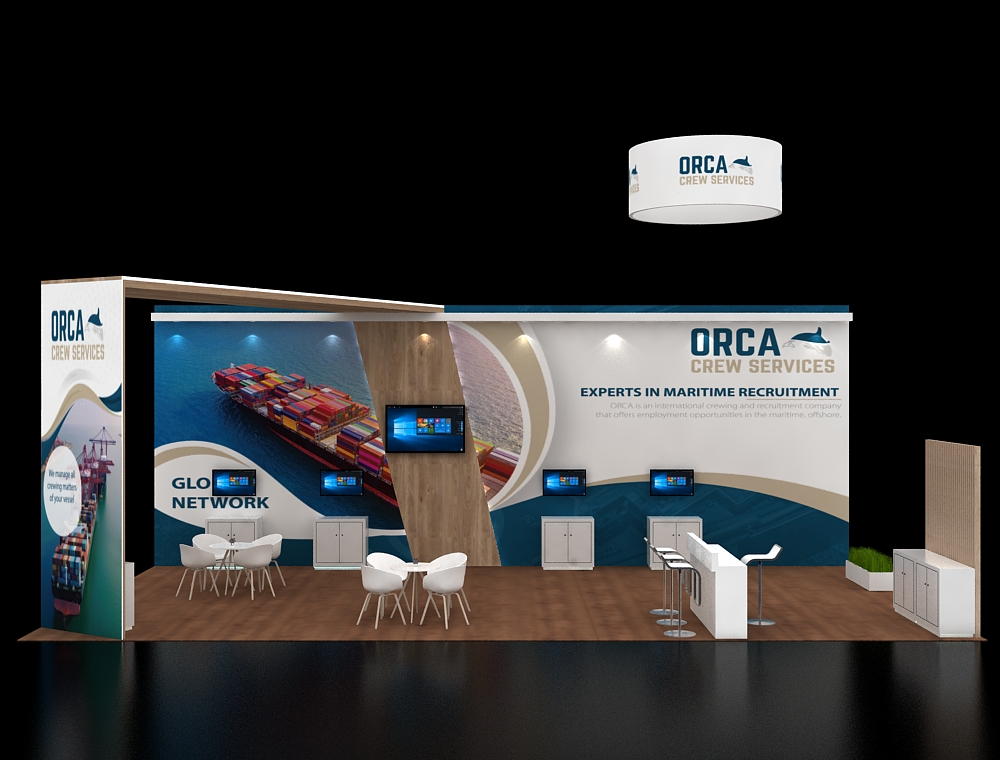 ORCA
CREW SERVICES
ORCA
CREW SERVICES
We manage all
crewing matters
of your vessel
ORCA
CREW SERVICES
EXPERTS IN MARITIME RECRUITMENT
ORCA is an international crewing and recruitment company
that offers employment opportunities in the maritime, offshore,
GLO
NETWORK